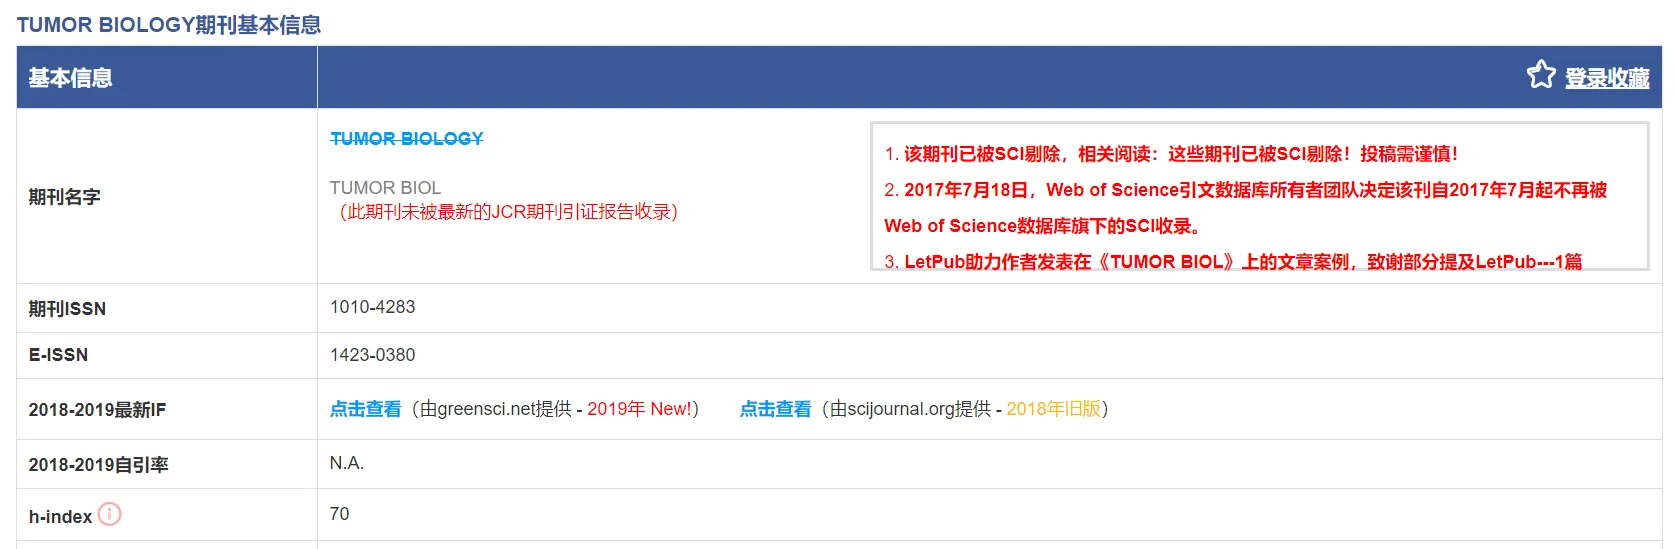 TUMOR BIOLOGY期刊基本信息
基本信息
登录收藏
期刊名字
TUMOR BIOLOGY
TUMOR BIOL
（此期刊未被最新的JCR期刊引证报告收录）
1. 该期刊已被SCI剔除，相关阅读：这些期刊已被SCI剔除！投稿需谨慎！
2. 2017年7月18日，Web of Science引文数据库所有者团队决定该刊自2017年7月起不再被
Web of Science数据库旗下的SCI收录。
3. LetPub助力作者发表在《TUMOR BIOL》上的文章案例，致谢部分提及LetPub---1篇
期刊ISSN
1010-4283
E-ISSN
1423-0380
2018-2019最新IF
点击查看（由greensci.net提供 - 2019年 New!） 点击查看（由scijournal.org提供 - 2018年旧版）
2018-2019自引率
N.A.
h-index
70